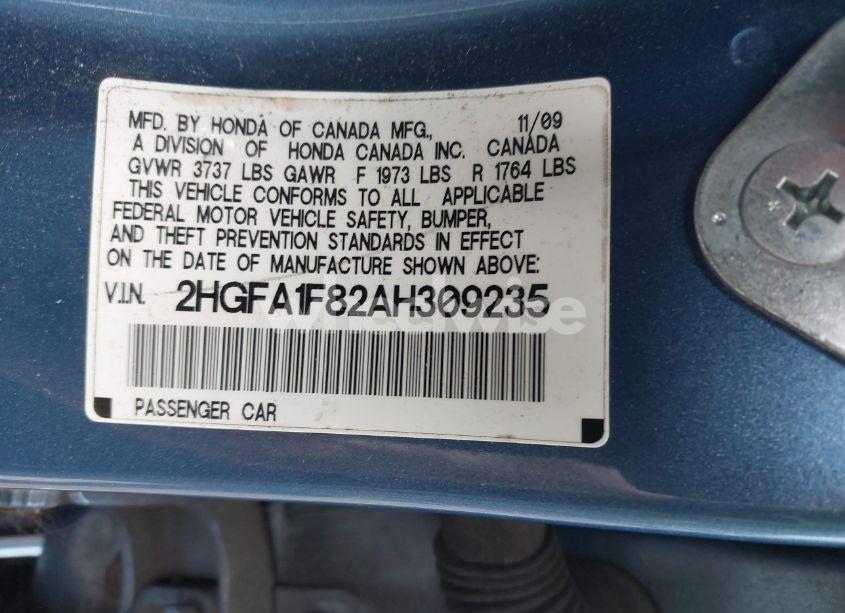 MFD. BY HONDA OF CANADA MFG., 11/09
A DIVISION OF HONDA CANADA INC. CANADA
GVWR 3737 LBS GAWR F 1973 LBS R 1764 LBS
THIS VEHICLE CONFORMS TO ALL APPLICABLE
FEDERAL MOTOR VEHICLE SAFETY, BUMPER,
AND THEFT PREVENTION STANDARDS IN EFFECT
ON THE DATE OF MANUFACTURE SHOWN ABOVE:
V.I.N. 2HGFA1F82AH309235
PASSENGER CAR